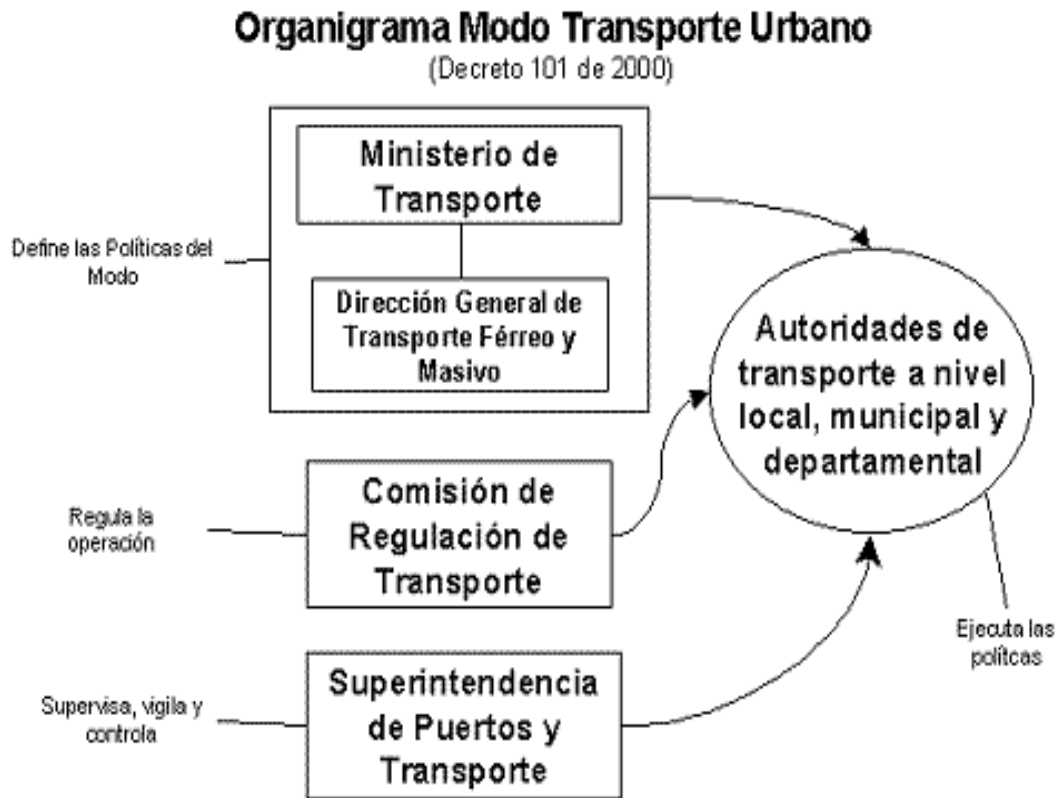 Organigrama Modo Transporte Urbano
(Decreto 101 de 2000)
Ministerio de
Transporte
Define las Políticas del
Modo
Dirección General de
Transporte Férreo y
Masivo
Autoridades de
transporte a nivel
local, municipal y
departamental
Regula la
operación
Comisión de
Regulación de
Transporte
Ejecuta las
polítcas
Supervisa, vigila y
controla
Superintendencia
de Puertos y
Transporte